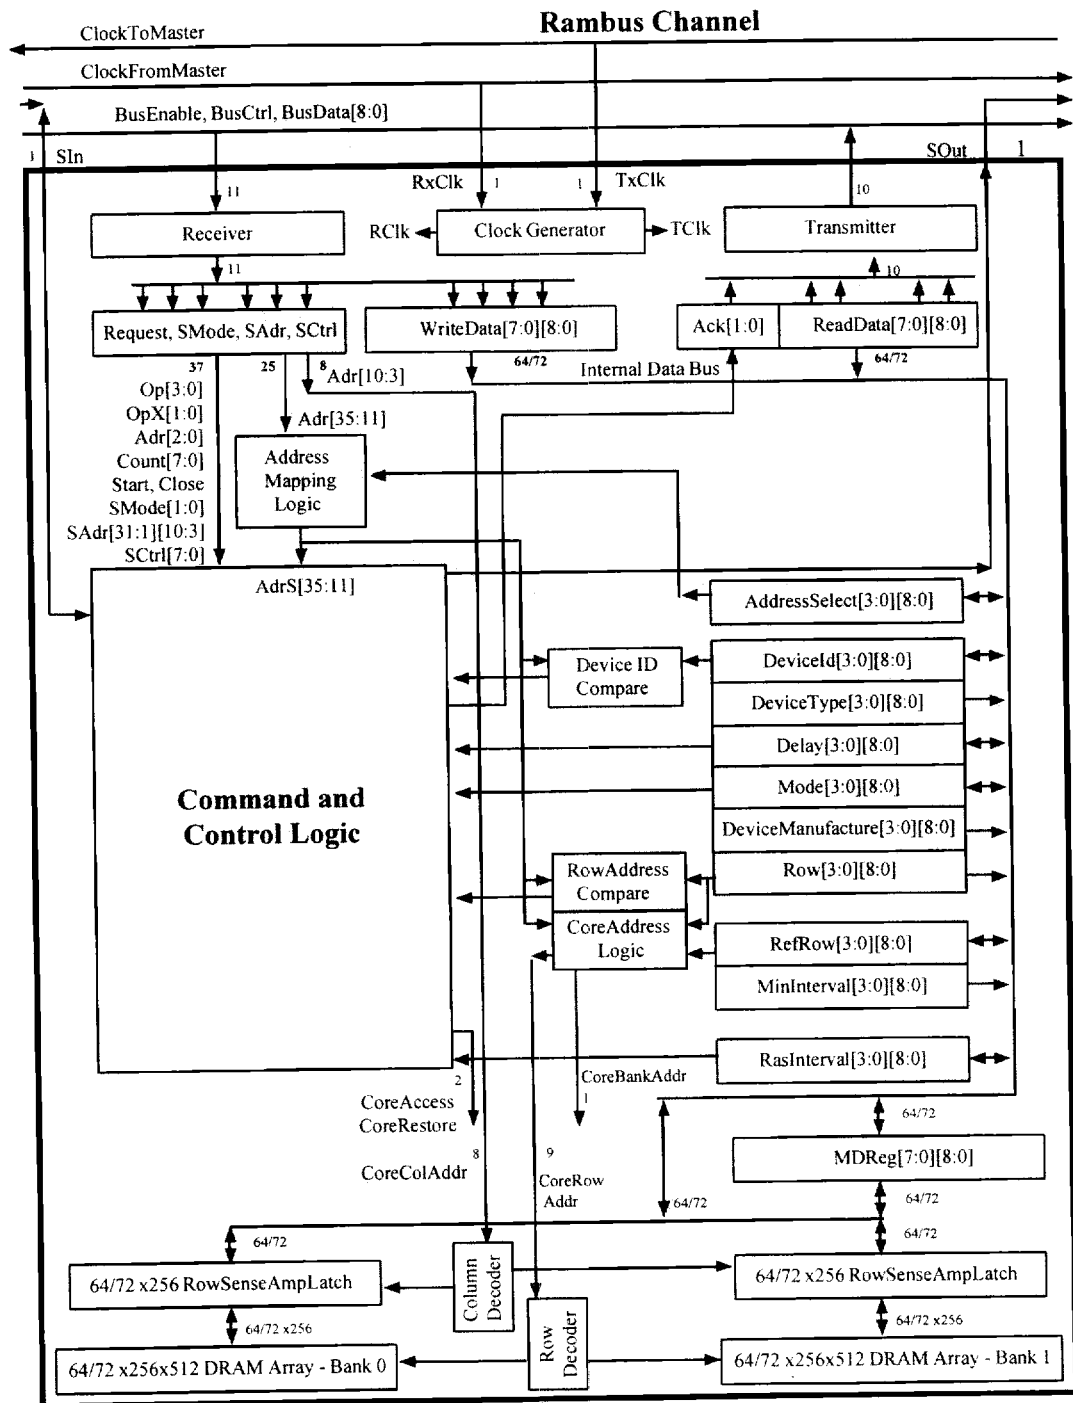 Rambus Channel
ClockToMaster
ClockFromMaster
BusEnable, BusCtrl, BusData[8:0]
1
SIn
SOut
1
11
RxClk
1
1
TxClk
10
Receiver
RClk
Clock Generator
TClk
Transmitter
11
10
Request, SMode, SAdr, SCtrl
WriteData[7:0][8:0]
Ack[1:0]
ReadData[7:0][8:0]
37
25
8
64/72
64/72
Internal Data Bus
Adr[10:3]
Op[3:0]
OpX[1:0]
Adr[2:0]
Count[7:0]
Start, Close
SMode[1:0]
SAdr[31:1][10:3]
SCtrl[7:0]
Adr[35:11]
Address
Mapping
Logic
AdrS[35:11]
AddressSelect[3:0][8:0]
Device ID
Compare
DeviceId[3:0][8:0]
DeviceType[3:0][8:0]
Delay[3:0][8:0]
Mode[3:0][8:0]
DeviceManufacture[3:0][8:0]
Row[3:0][8:0]
Command and
Control Logic
RowAddress
Compare
CoreAddress
Logic
RefRow[3:0][8:0]
MinInterval[3:0][8:0]
RasInterval[3:0][8:0]
2
CoreAccess
CoreRestore
8
CoreColAddr
CoreBankAddr
1
9
CoreRow
Addr
64/72
MDReg[7:0][8:0]
64/72
64/72
64/72
64/72
64/72 x256 RowSenseAmpLatch
Column
Decoder
64/72 x256 RowSenseAmpLatch
64/72 x256
64/72 x256
Row
Decoder
64/72 x256x512 DRAM Array - Bank 0
64/72 x256x512 DRAM Array - Bank 1